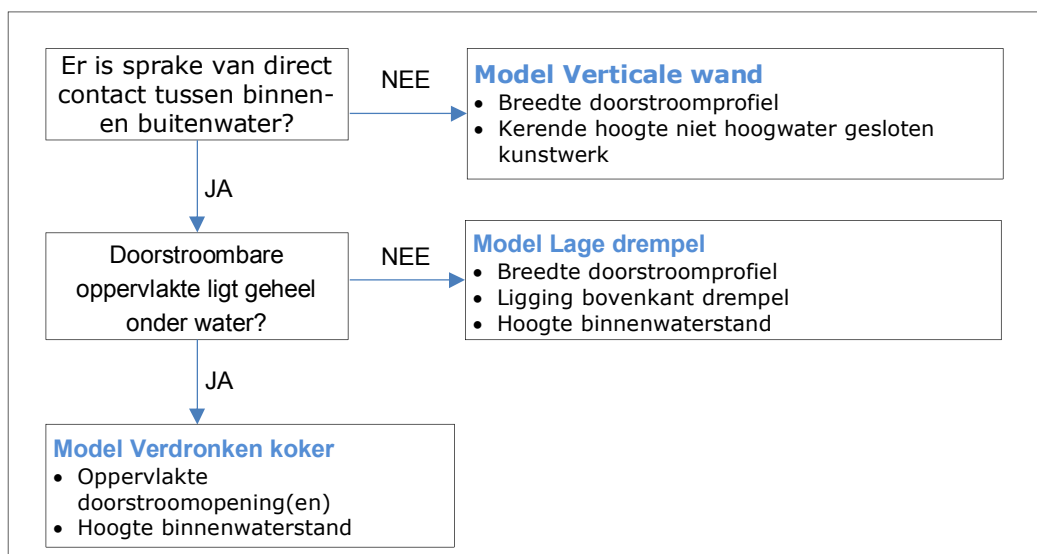 Er is sprake van direct
contact tussen binnen-
en buitenwater?
NEE
Model Verticale wand
• Breedte doorstroomprofiel
• Kerende hoogte niet hoogwater gesloten
kunstwerk
JA
Doorstroombare
oppervlakte ligt geheel
onder water?
NEE
Model Lage drempel
• Breedte doorstroomprofiel
• Ligging bovenkant drempel
• Hoogte binnenwaterstand
JA
Model Verdronken koker
• Oppervlakte
doorstroomopening(en)
• Hoogte binnenwaterstand